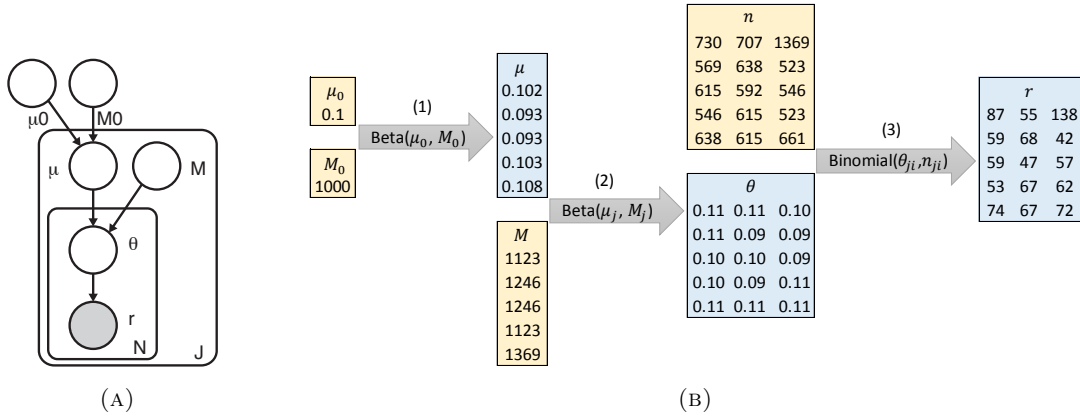 μ0
M0
μ
M
θ
r
N
J
(A)
μ₀
0.1
M₀
1000
(1)
Beta(μ₀, M₀)
μ
0.102
0.093
0.093
0.103
0.108
M
1123
1246
1246
1123
1369
(2)
Beta(μⱼ, Mⱼ)
n
730 707 1369
569 638 523
615 592 546
546 615 523
638 615 661
θ
0.11 0.11 0.10
0.11 0.09 0.09
0.10 0.10 0.09
0.10 0.09 0.11
0.11 0.11 0.11
(3)
Binomial(θⱼᵢ,nⱼᵢ)
r
87 55 138
59 68 42
59 47 57
53 67 62
74 67 72
(B)